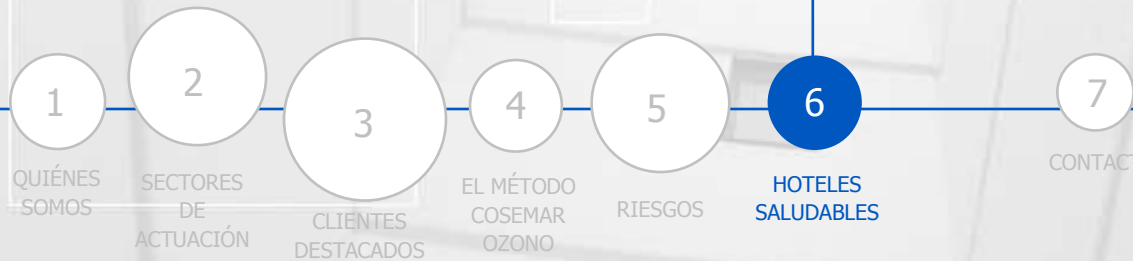 1
QUIÉNES
SOMOS
2
SECTORES
DE
ACTUACIÓN
3
CLIENTES
DESTACADOS
4
EL MÉTODO
COSEMAR
OZONO
5
RIESGOS
6
HOTELES
SALUDABLES
7
CONTACT